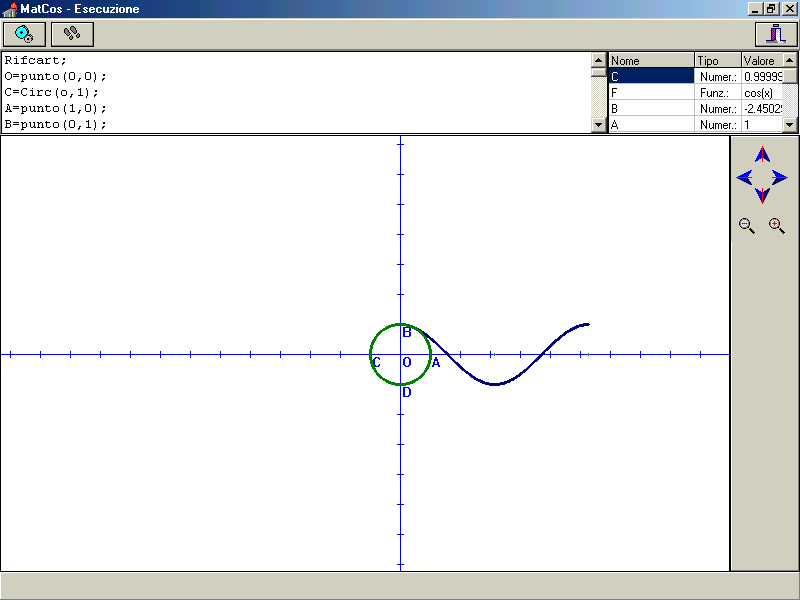 MatCos - Esecuzione
Rifcart;
O=punto(0,0);
C=Circ(o,1);
A=punto(1,0);
B=punto(0,1);
Nome Tipo Valore
C Numer.: 0.99999
F Funz.: cos(x)
B Numer.: -2.4502
A Numer.: 1
B
C O A
D